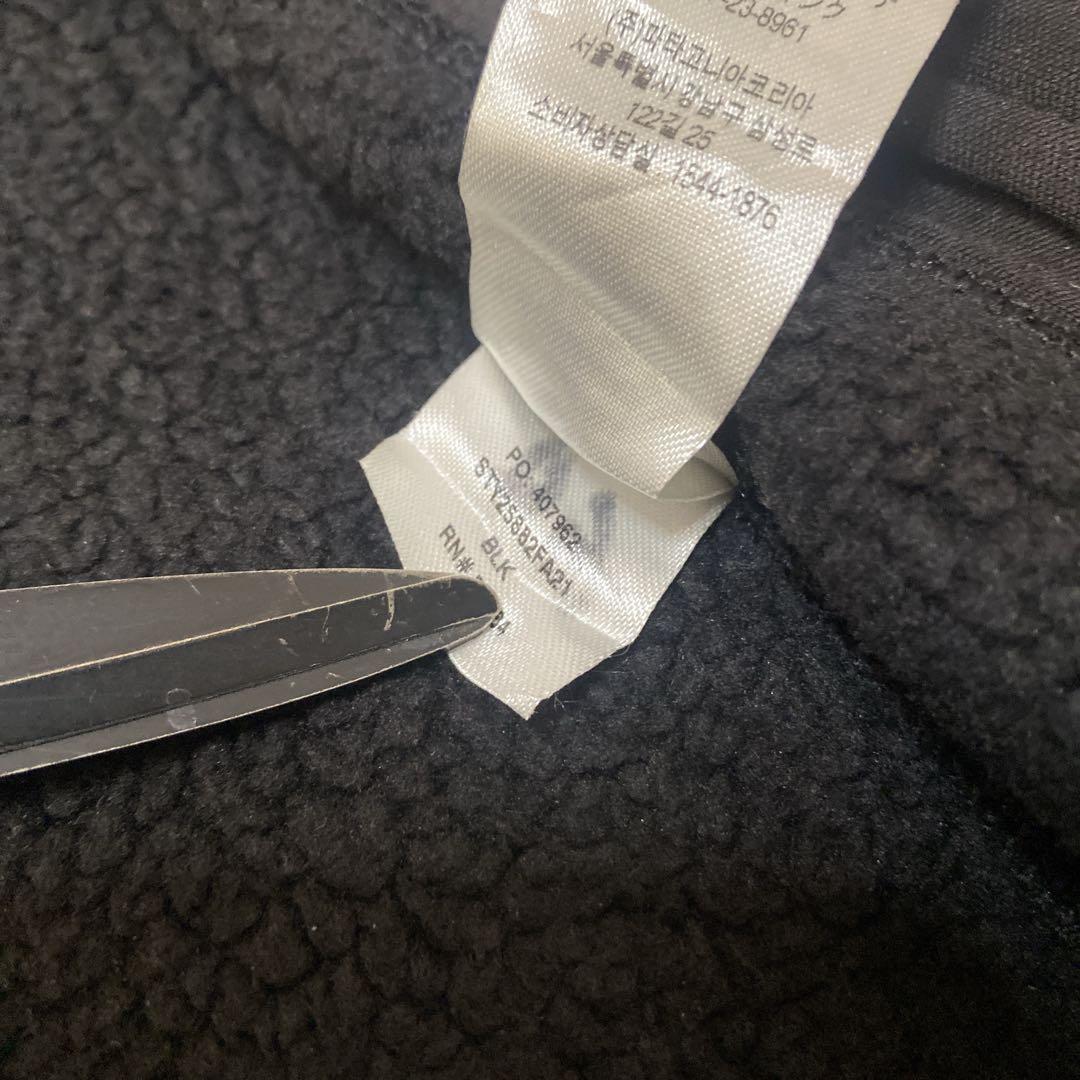 -23-8961
(주)파타고니아코리아
서울특별시 강남구 삼성로
122길 25
소비자상담실 1544-1876
PO: 407962
STY25882FA21
BLK
RN#